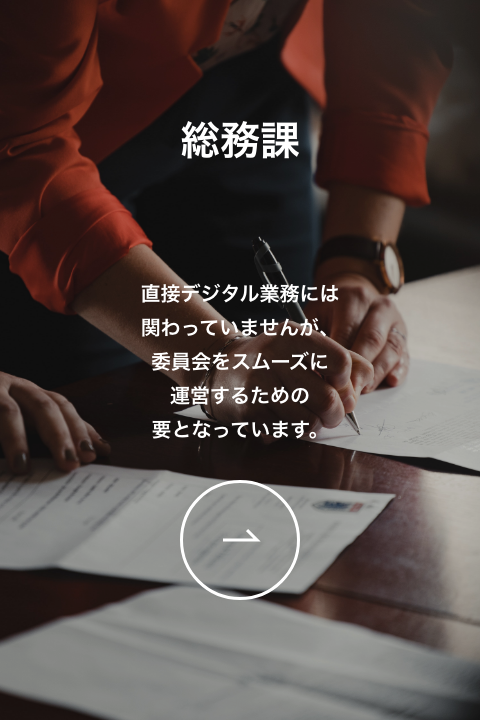 総務課
直接デジタル業務には
関わっていませんが、
委員会をスムーズに
運営するための
要となっています。